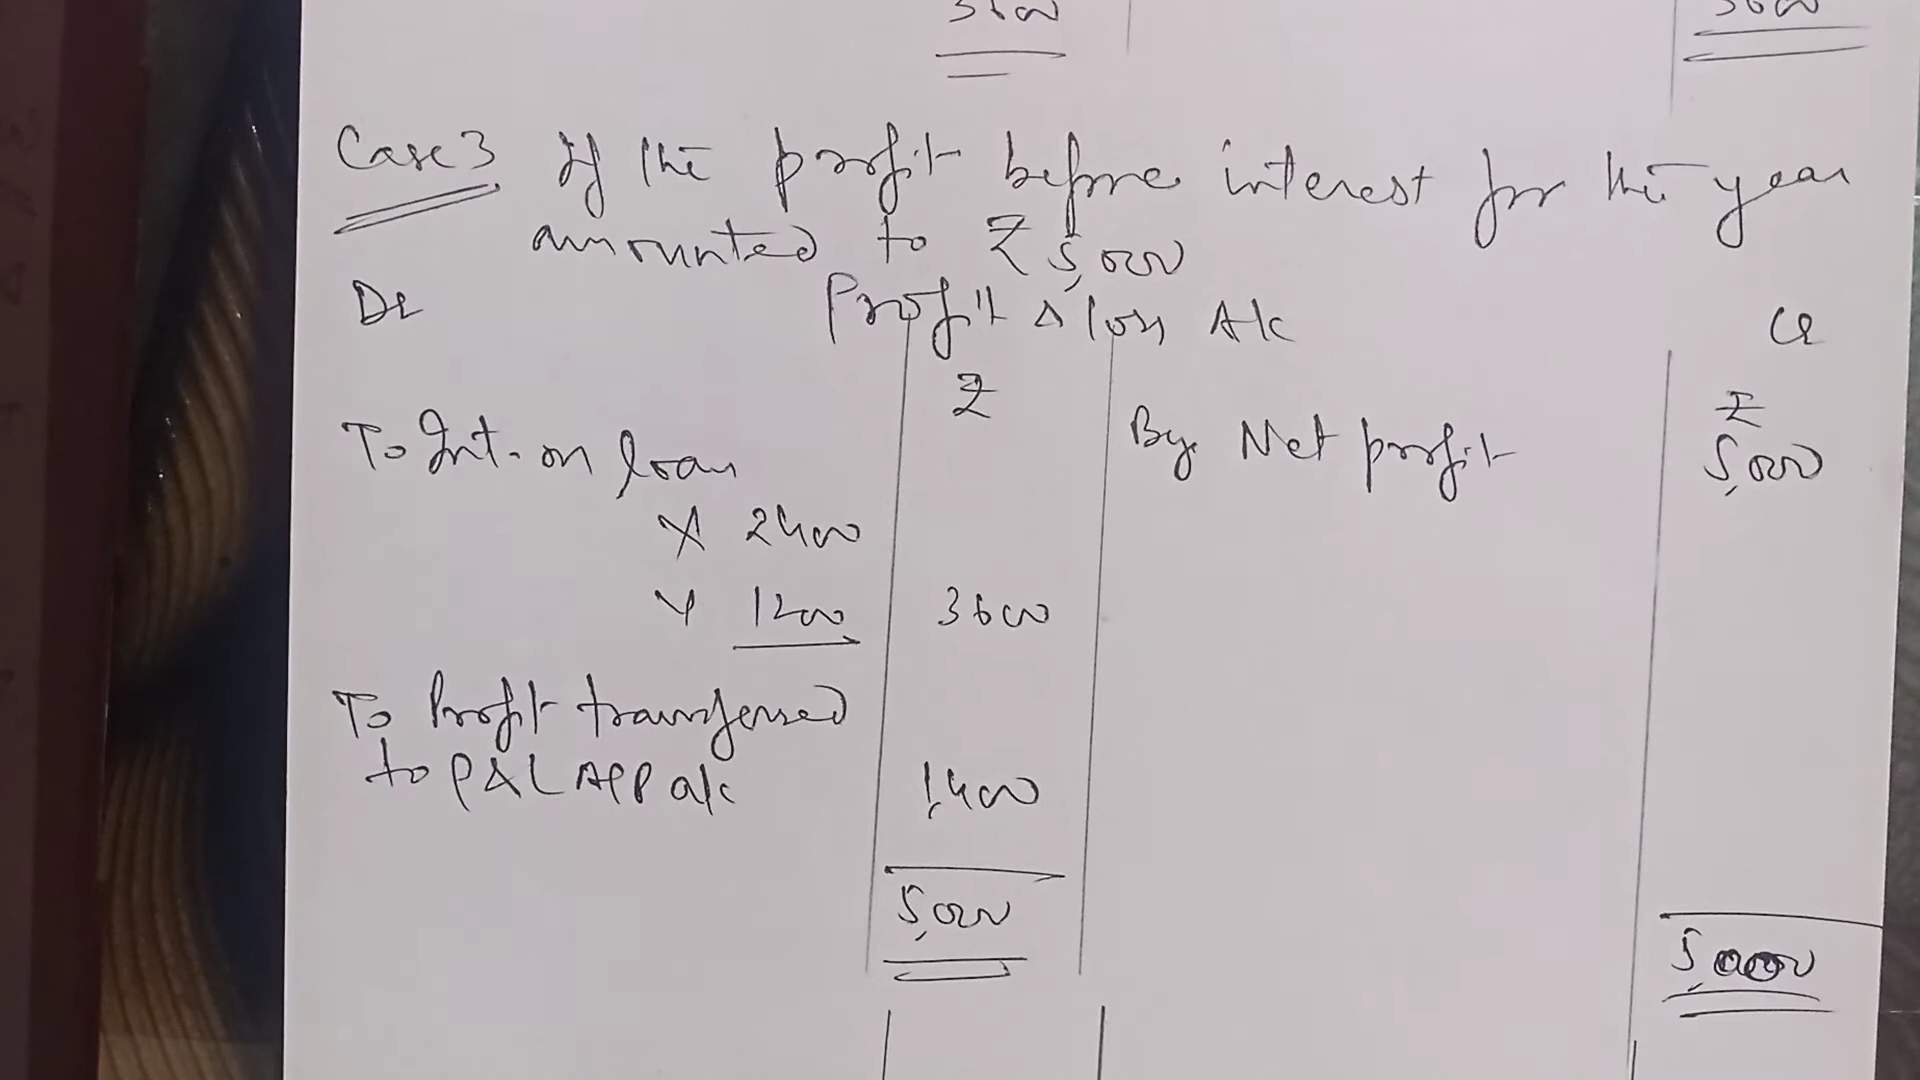 3600 3600
Case 3 If the profit before interest for the year
amounted to ₹ 5,000
Dr Profit & loss A/c Cr
₹ ₹
To Int. on loan By Net profit 5,000
X 2400
Y 1200 3600
To Profit transferred
to P&L App a/c 1,400
5,000 5,000